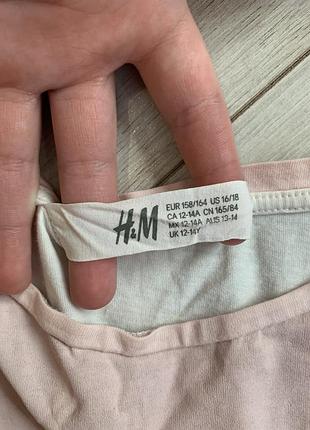 H&M
EUR 158/164 US 16/18
CA 12-14A CN 165/84
MX 12-14A AUS 13-14
UK 12-14Y